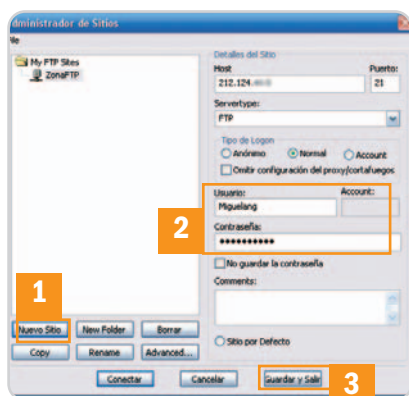 dministrador de Sitios
My FTP Sites
ZonaFTP
Detalles del Sitio
Host
Puerto:
212.124.
21
Servertype:
FTP
Tipo de Logon
Anónimo
Normal
Account
Omitir configuración del proxy/cortafuegos
Usuario:
Account:
Miguelang
2
Contraseña:
No guardar la contraseña
Comments:
1
Nuevo Sitio
New Folder
Borrar
Sitio por Defecto
Copy
Rename
Advanced...
Conectar
Cancelar
Guardar y Salir
3